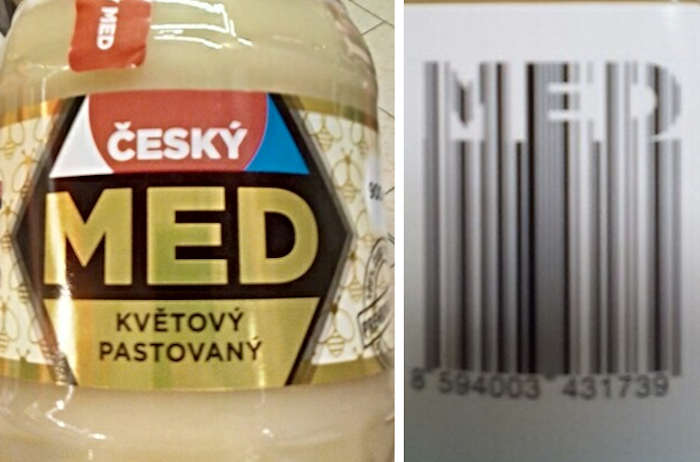 MED
ČESKÝ
MED
KVĚTOVÝ
PASTOVANÝ
MED
8 594003 431739